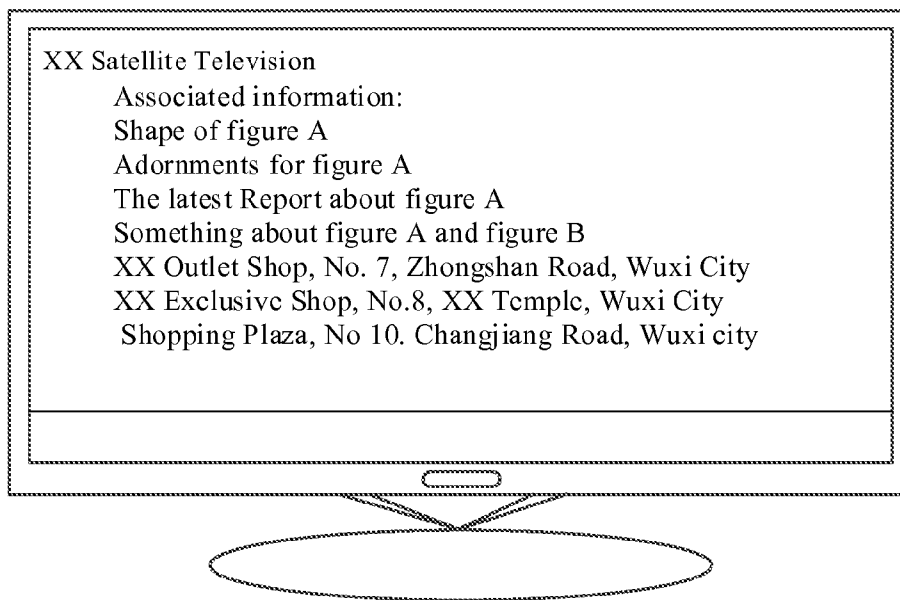 XX Satellite Television
Associated information:
Shape of figure A
Adornments for figure A
The latest Report about figure A
Something about figure A and figure B
XX Outlet Shop, No. 7, Zhongshan Road, Wuxi City
XX Exclusive Shop, No.8, XX Temple, Wuxi City
Shopping Plaza, No 10. Changjiang Road, Wuxi city